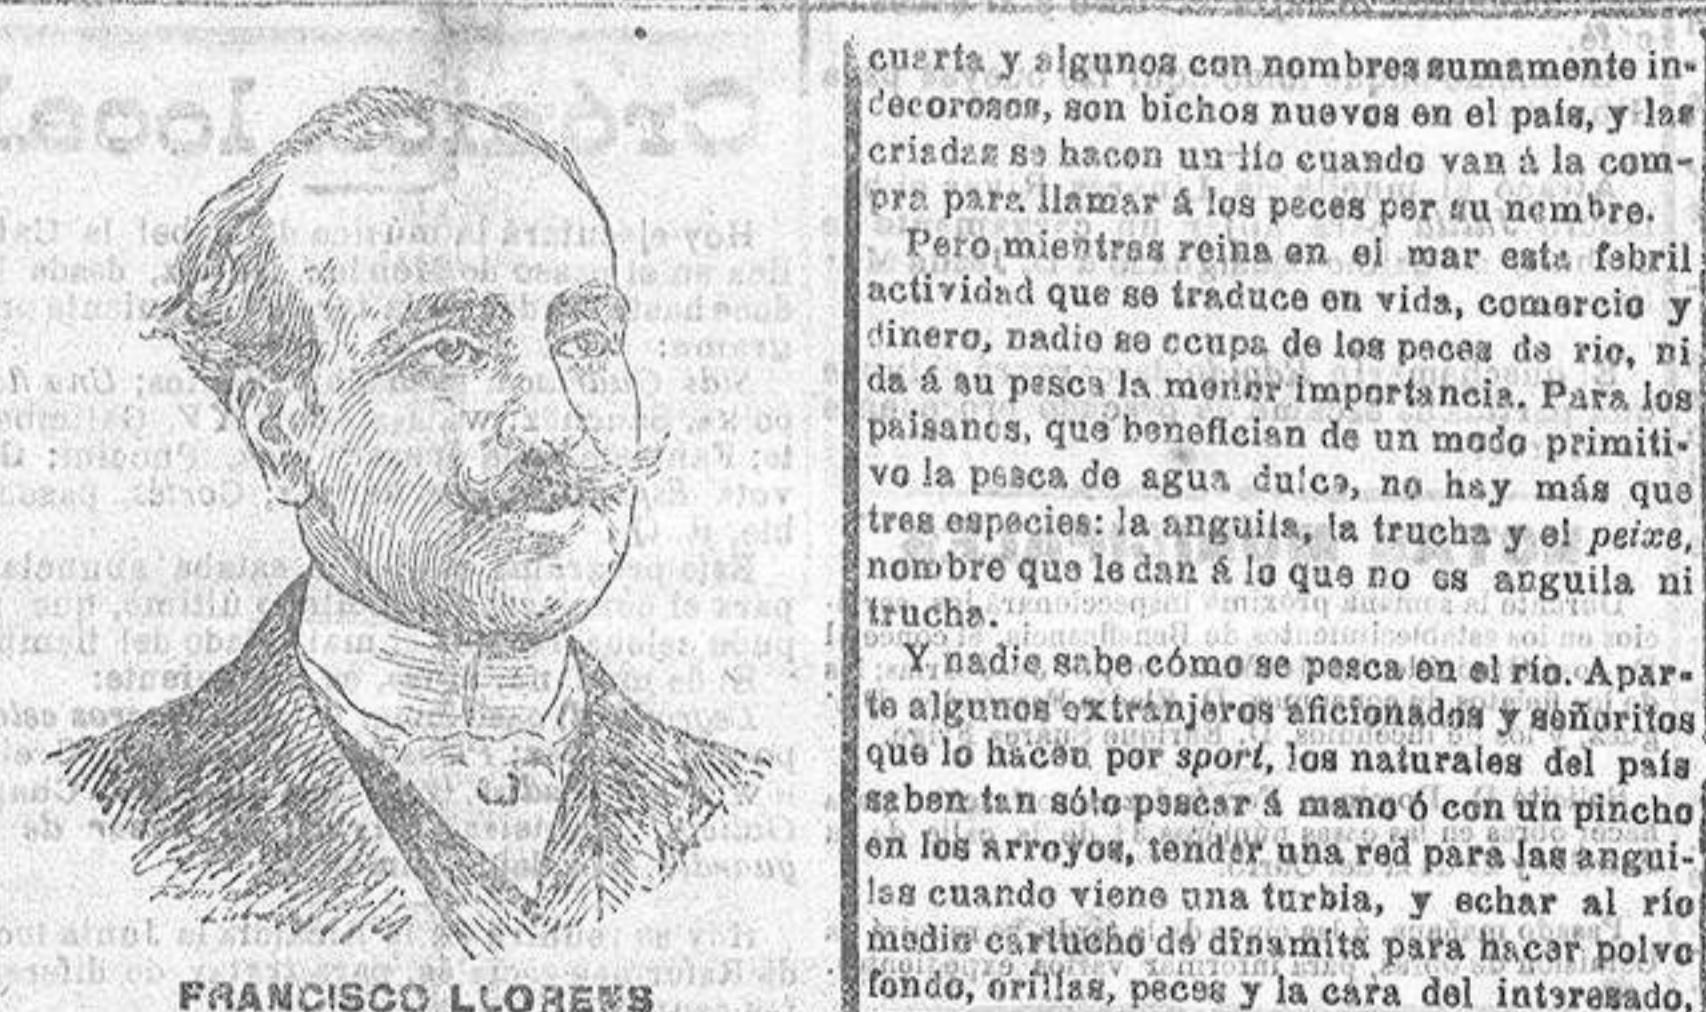 FRANCISCO LLORENS
cuarta y algunos con nombres sumamente in-
decorosos, son bichos nuevos en el país, y las
criadas se hacen un lío cuando van á la com-
pra para llamar á los peces por su nombre.
Pero mientras reina en el mar esta febril
actividad que se traduce en vida, comercio y
dinero, nadie se ocupa de los peces de rio, ni
da á su pesca la menor importancia. Para los
paisanos, que benefician de un modo primiti-
vo la pesca de agua dulce, no hay más que
tres especies: la anguila, la trucha y el peixe,
nombre que le dan á lo que no es anguila ni
trucha.
Y nadie sabe cómo se pesca en el río. Apar-
te algunos extranjeros aficionados y señoritos
que lo hacen por sport, los naturales del país
saben tan sólo pescar á mano ó con un pincho
en los arroyos, tender una red para las angui-
las cuando viene una turbia, y echar al río
medio cartucho de dinamita para hacer polvo
fondo, orillas, peces y la cara del interesado,